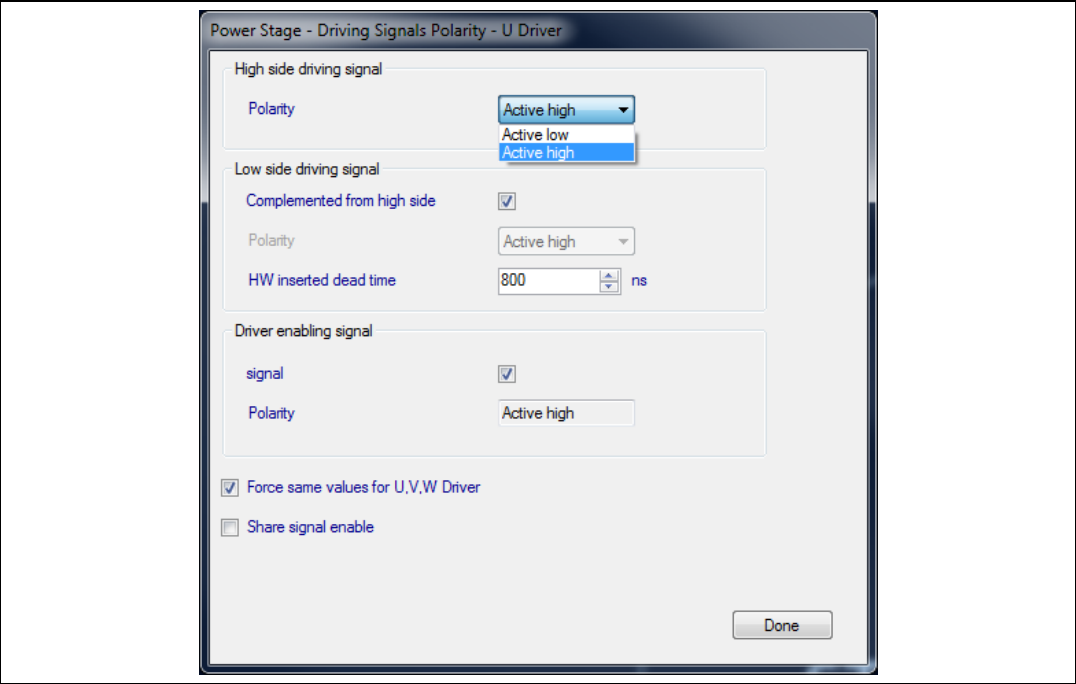 Power Stage - Driving Signals Polarity - U Driver
High side driving signal
Polarity
Active high
Active low
Active high
Low side driving signal
Complemented from high side
Polarity
Active high
HW inserted dead time
800
ns
Driver enabling signal
signal
Polarity
Active high
Force same values for U,V,W Driver
Share signal enable
Done